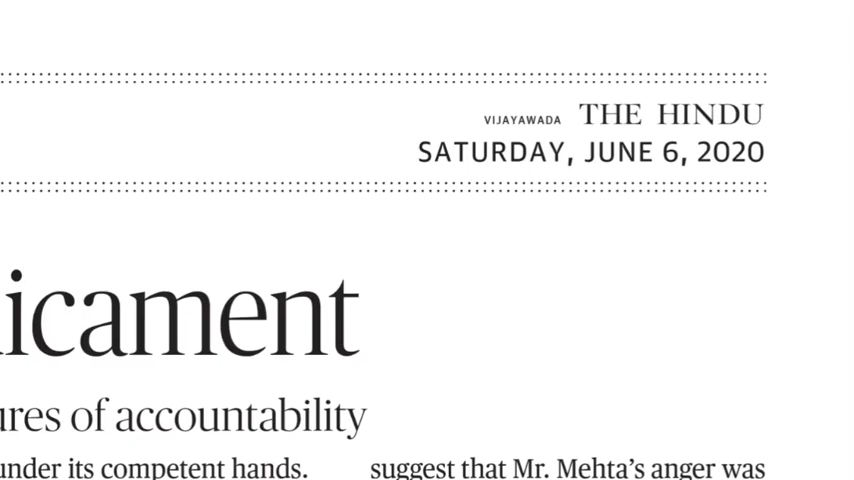 VIJAYAWADA THE HINDU
SATURDAY, JUNE 6, 2020
icament
ures of accountability
under its competent hands.
suggest that Mr. Mehta’s anger was